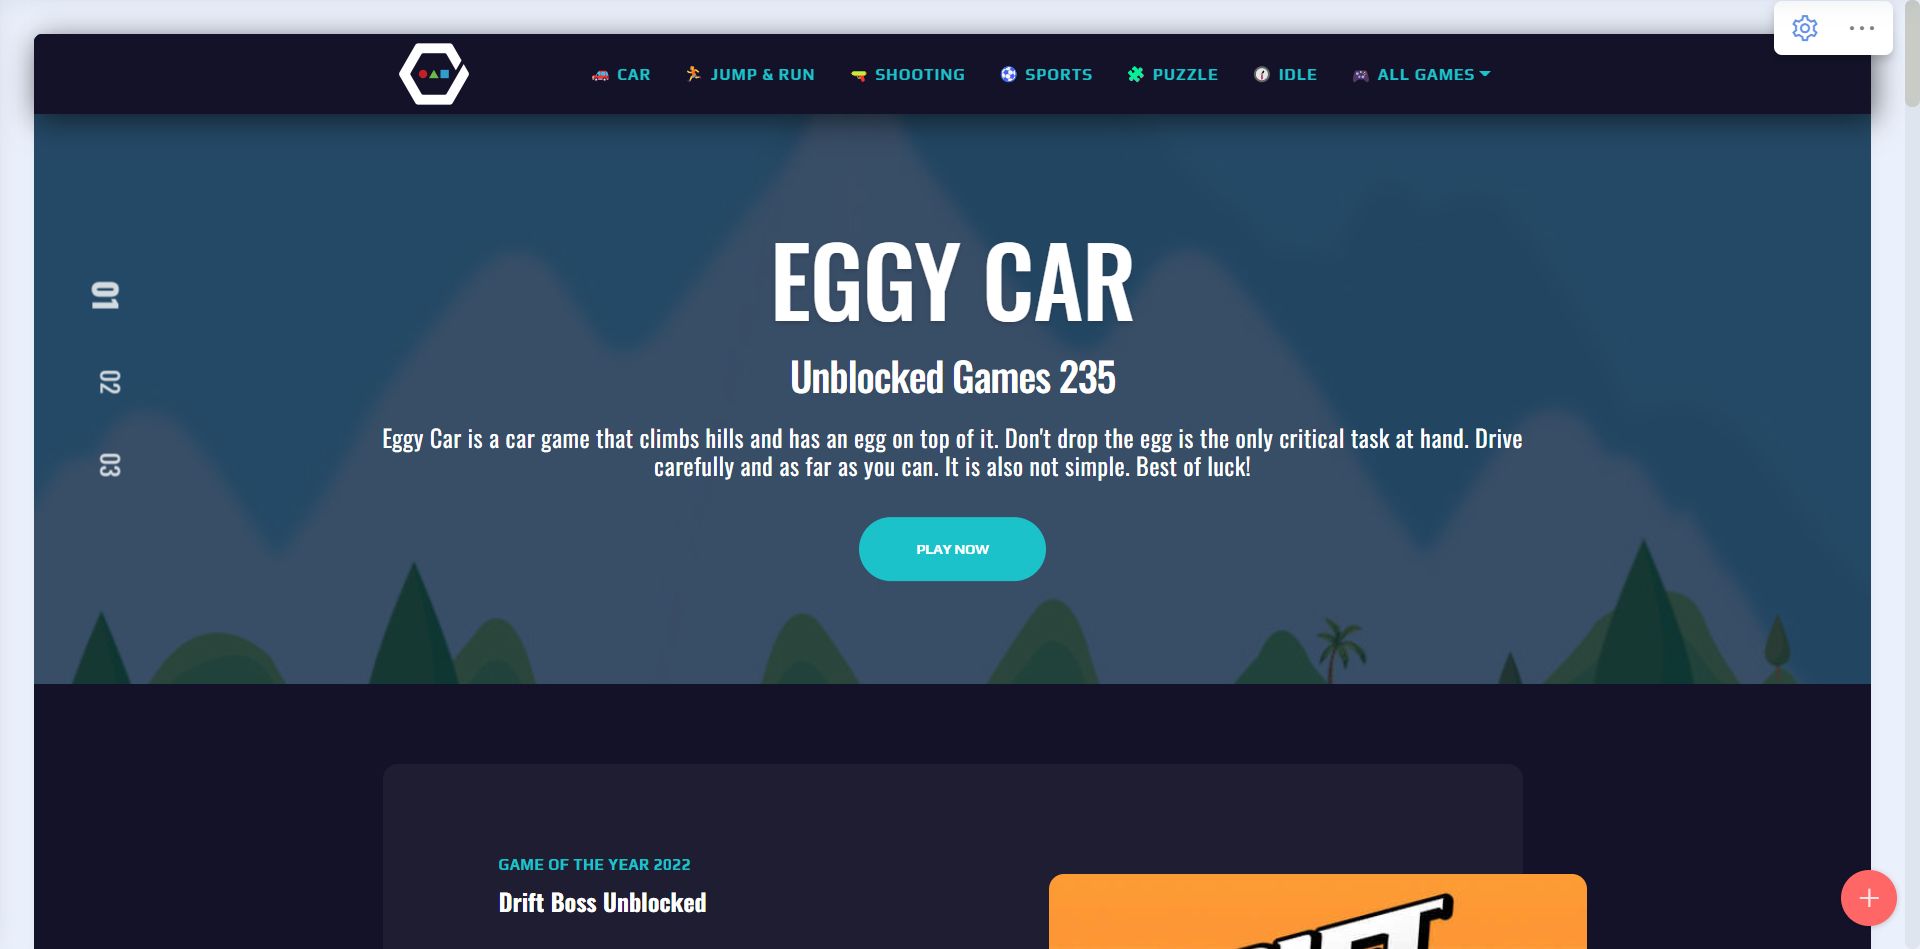 CAR JUMP & RUN SHOOTING SPORTS PUZZLE IDLE ALL GAMES
01
02
03
EGGY CAR
Unblocked Games 235
Eggy Car is a car game that climbs hills and has an egg on top of it. Don't drop the egg is the only critical task at hand. Drive
carefully and as far as you can. It is also not simple. Best of luck!
PLAY NOW
GAME OF THE YEAR 2022
Drift Boss Unblocked